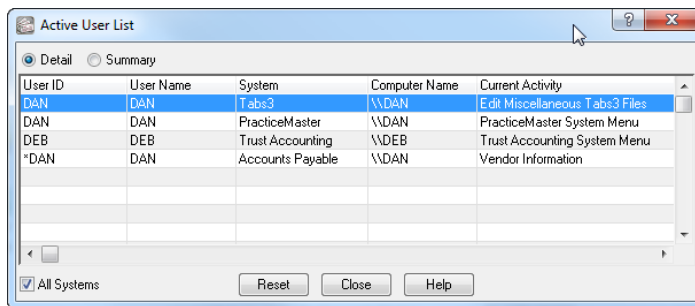 Active User List
Detail Summary
User ID User Name System Computer Name Current Activity
DAN DAN Tabs3 \\DAN Edit Miscellaneous Tabs3 Files
DAN DAN PracticeMaster \\DAN PracticeMaster System Menu
DEB DEB Trust Accounting \\DEB Trust Accounting System Menu
*DAN DAN Accounts Payable \\DAN Vendor Information
All Systems Reset Close Help